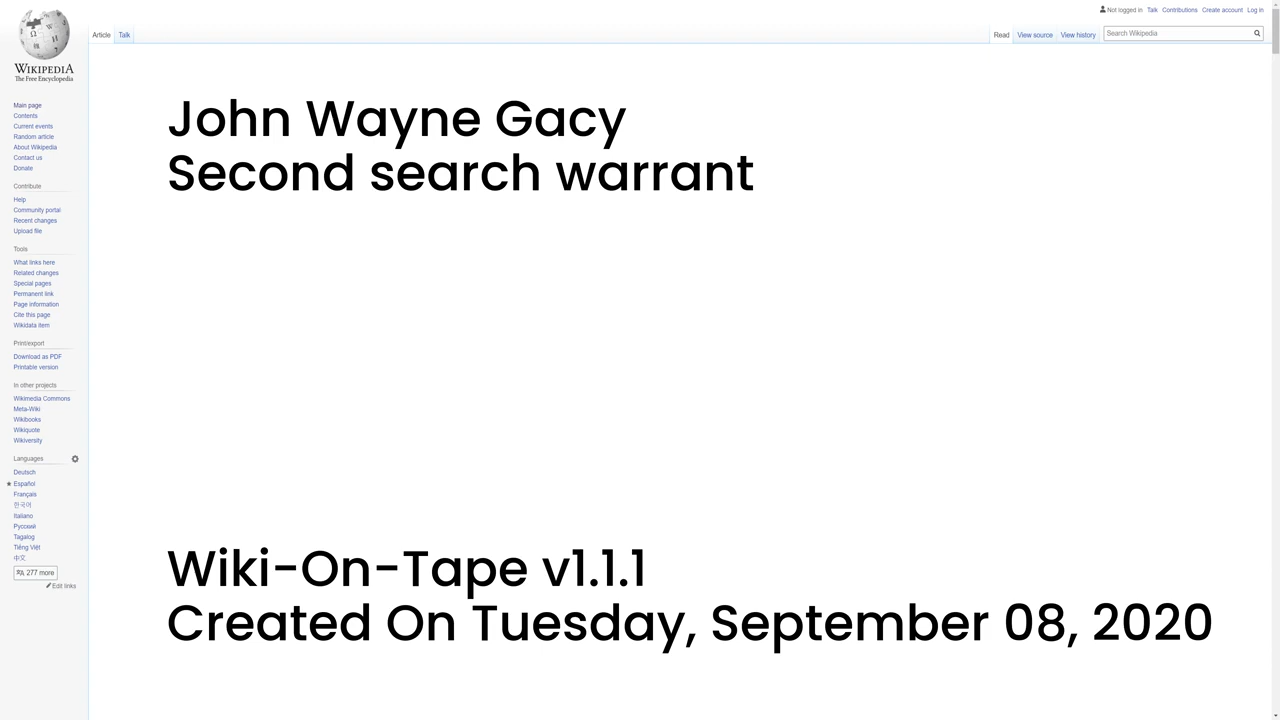 Not logged in Talk Contributions Create account Log in
Article Talk Read View source View history Search Wikipedia
WIKIPEDIA
The Free Encyclopedia
Main page
Contents
Current events
Random article
About Wikipedia
Contact us
Donate
Contribute
Help
Community portal
Recent changes
Upload file
Tools
What links here
Related changes
Special pages
Permanent link
Page information
Cite this page
Wikidata item
Print/export
Download as PDF
Printable version
In other projects
Wikimedia Commons
Meta-Wiki
Wikibooks
Wikiquote
Wikiversity
Languages
Deutsch
Español
Français
한국어
Italiano
Русский
Tagalog
Tiếng Việt
中文
277 more
Edit links
John Wayne Gacy
Second search warrant
Wiki-On-Tape v1.1.1
Created On Tuesday, September 08, 2020